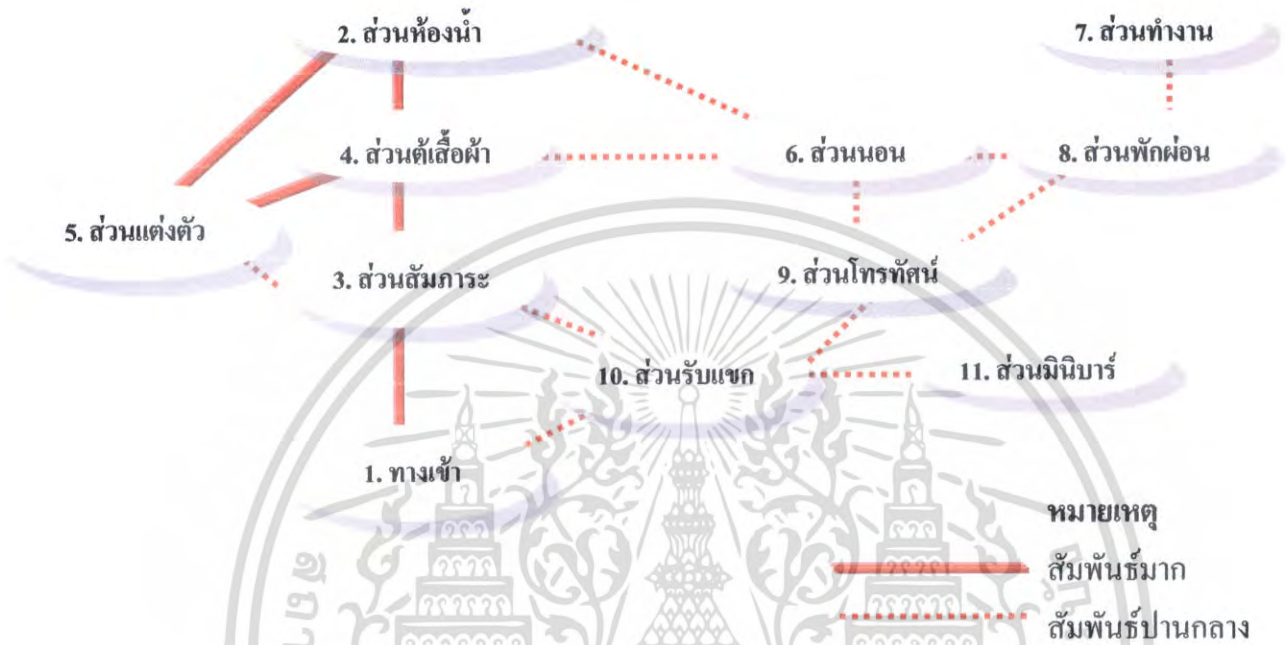 2. ส่วนห้องน้ำ
7. ส่วนทำงาน
4. ส่วนตู้เสื้อผ้า
6. ส่วนนอน
8. ส่วนพักผ่อน
5. ส่วนแต่งตัว
3. ส่วนสัมภาระ
9. ส่วนโทรทัศน์
10. ส่วนรับแขก
11. ส่วนมินิบาร์
1. ทางเข้า
หมายเหตุ
สัมพันธ์มาก
สัมพันธ์ปานกลาง